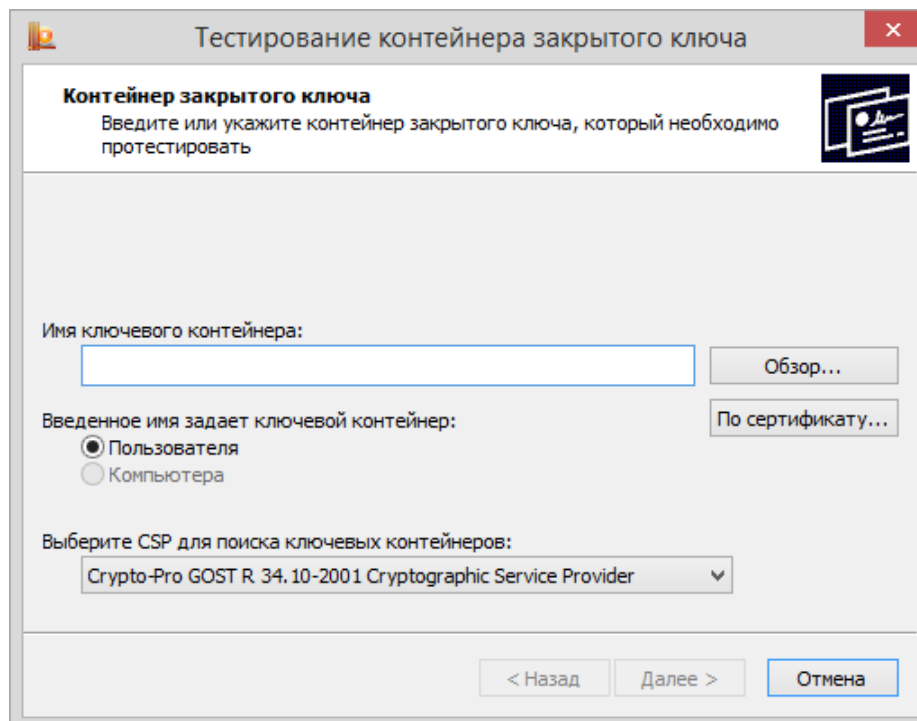 Тестирование контейнера закрытого ключа
Контейнер закрытого ключа
Введите или укажите контейнер закрытого ключа, который необходимо
протестировать
Имя ключевого контейнера:
Обзор...
Введенное имя задает ключевой контейнер:
По сертификату...
Пользователя
Компьютера
Выберите CSP для поиска ключевых контейнеров:
Crypto-Pro GOST R 34.10-2001 Cryptographic Service Provider
< Назад
Далее >
Отмена